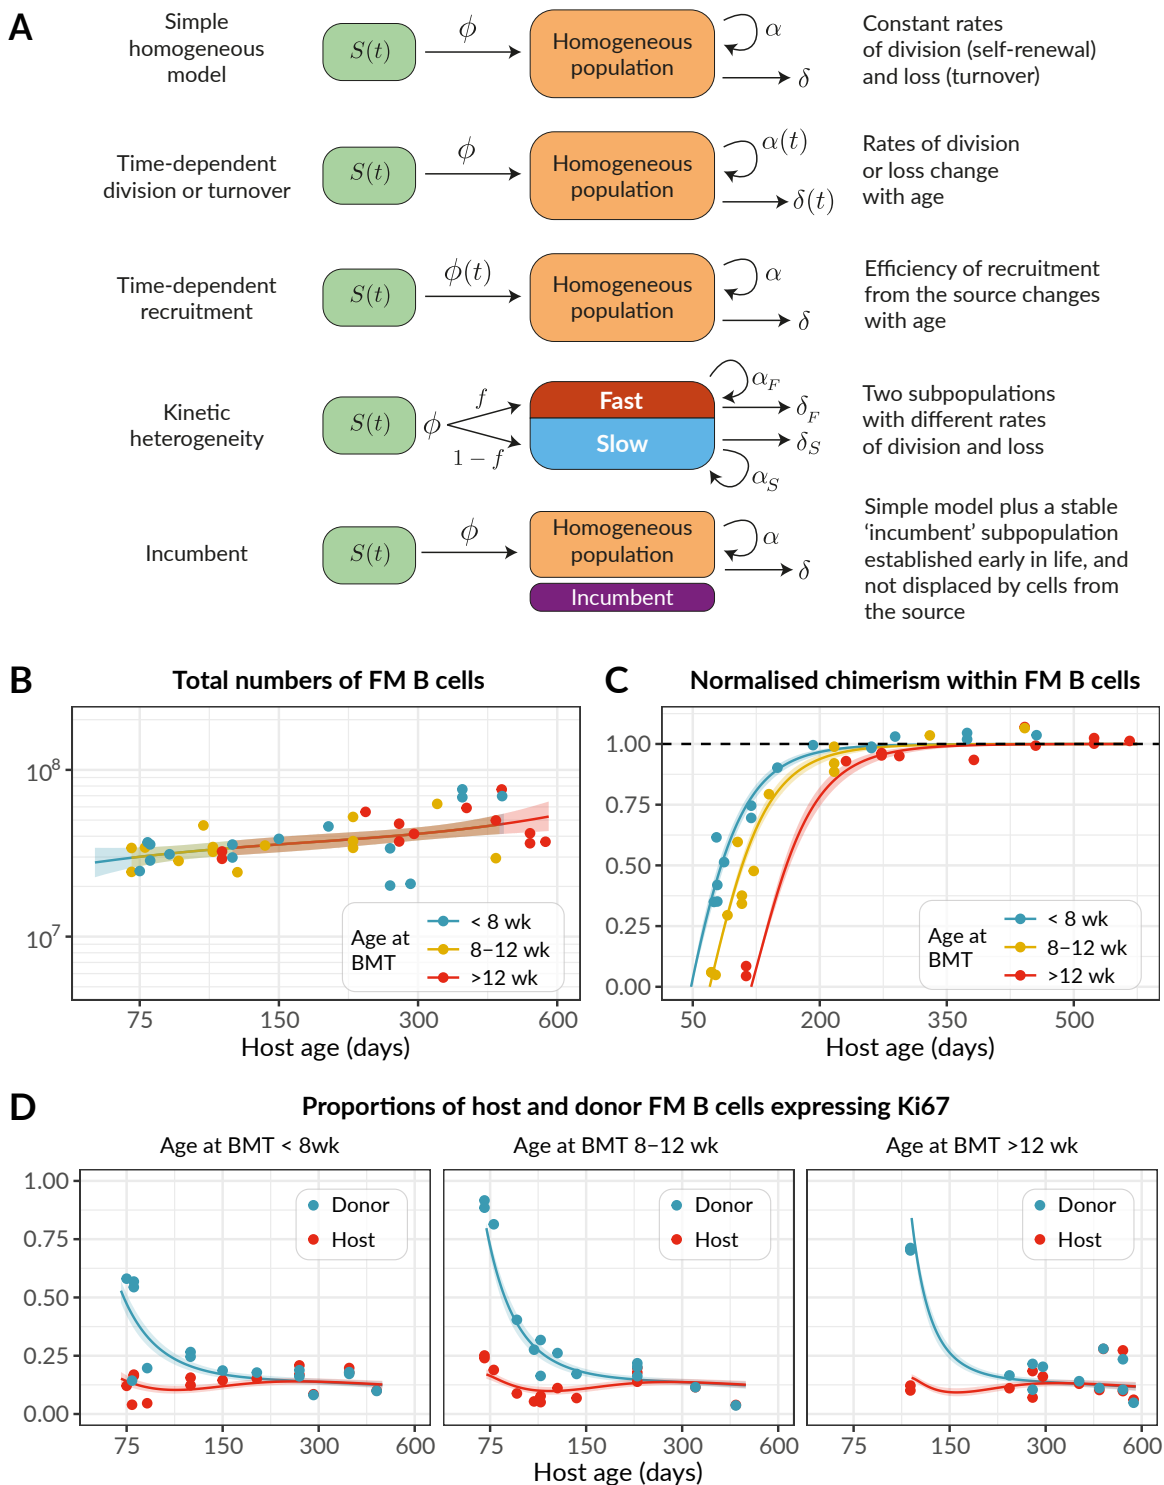 A
Simple
homogeneous
model
S(t)
ϕ
Homogeneous
population
α
δ
Constant rates
of division (self-renewal)
and loss (turnover)
Time-dependent
division or turnover
S(t)
ϕ
Homogeneous
population
α(t)
δ(t)
Rates of division
or loss change
with age
Time-dependent
recruitment
S(t)
ϕ(t)
Homogeneous
population
α
δ
Efficiency of recruitment
from the source changes
with age
Kinetic
heterogeneity
S(t)
ϕ
f
1 − f
Fast
Slow
α_F
δ_F
δ_S
α_S
Two subpopulations
with different rates
of division and loss
Incumbent
S(t)
ϕ
Homogeneous
population
Incumbent
α
δ
Simple model plus a stable
‘incumbent’ subpopulation
established early in life, and
not displaced by cells from
the source
B
Total numbers of FM B cells
10^8
10^7
75 150 300 600
Host age (days)
Age at
BMT
< 8 wk
8–12 wk
>12 wk
C
Normalised chimerism within FM B cells
1.00
0.75
0.50
0.25
0.00
50 200 350 500
Host age (days)
Age at
BMT
< 8 wk
8–12 wk
>12 wk
D
Proportions of host and donor FM B cells expressing Ki67
Age at BMT < 8wk
Age at BMT 8–12 wk
Age at BMT >12 wk
1.00
0.75
0.50
0.25
0.00
Donor
Host
Donor
Host
Donor
Host
75 150 300 600
75 150 300 600
75 150 300 600
Host age (days)